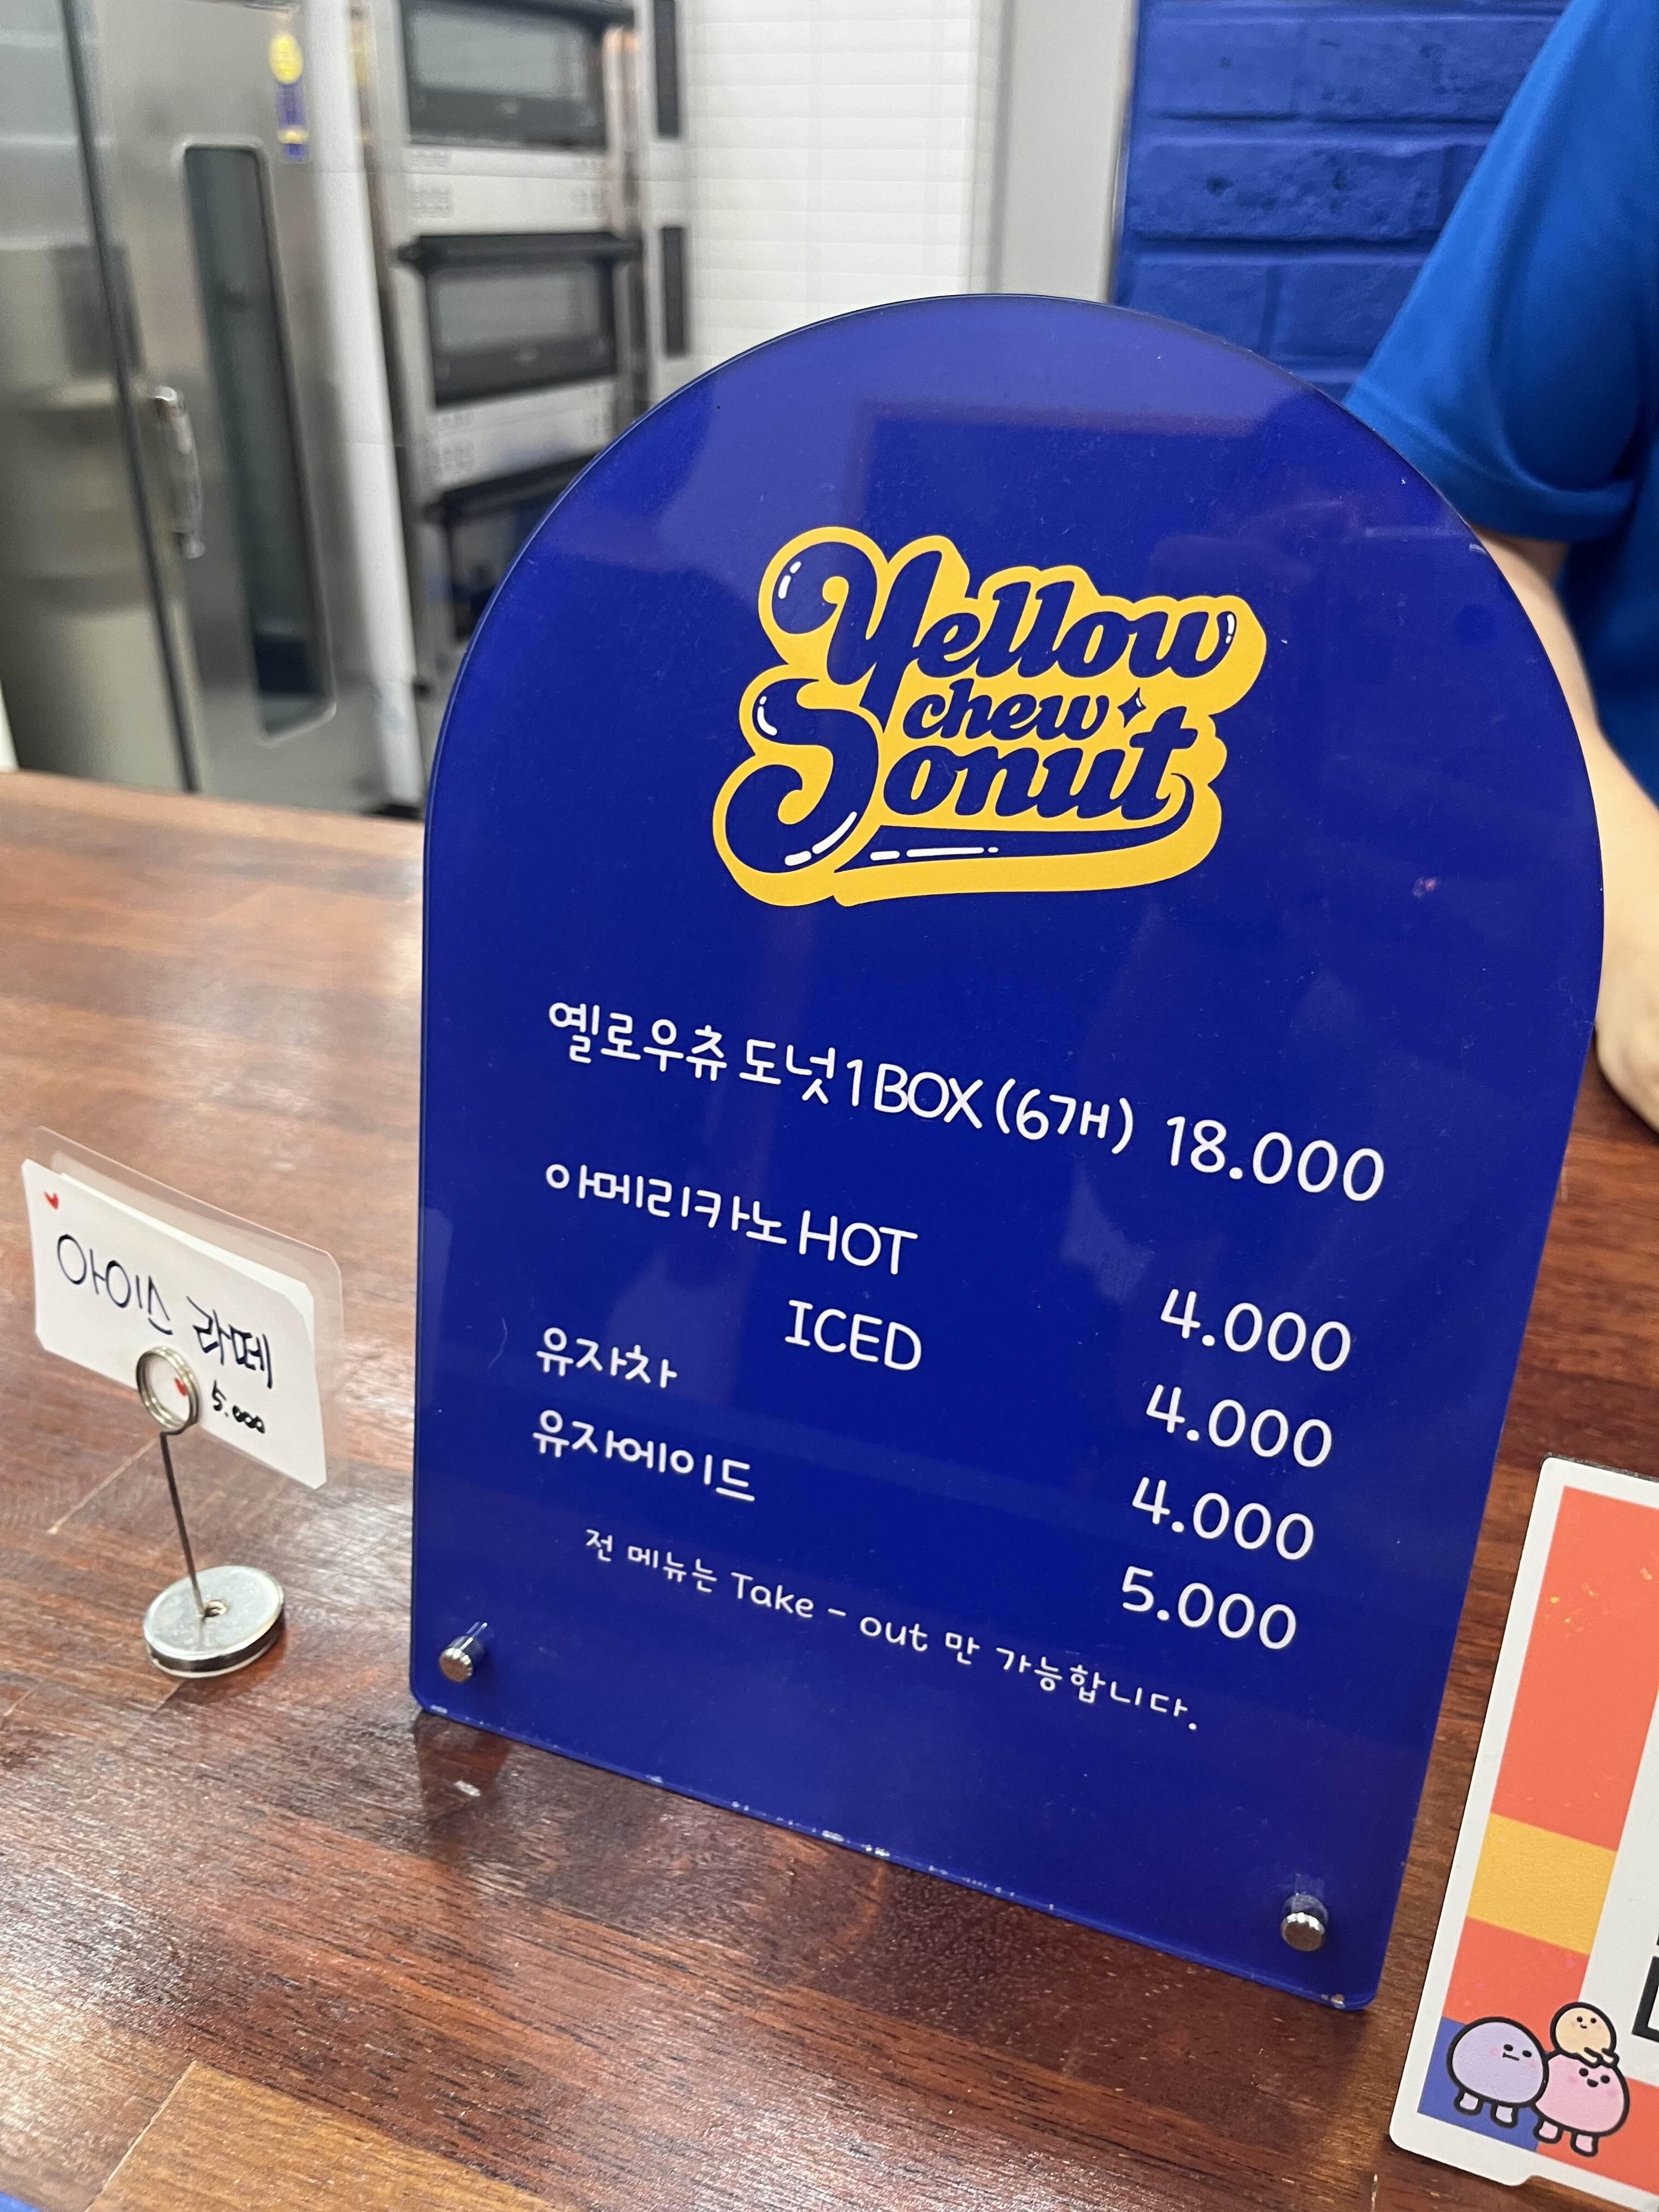 Yellow
chew
Donut
옐로우츄 도넛 1 BOX (6개) 18.000
아메리카노 HOT 4.000
ICED 4.000
유자차 4.000
유자에이드 5.000
전 메뉴는 Take - out 만 가능합니다.
아이스 라떼
5.000